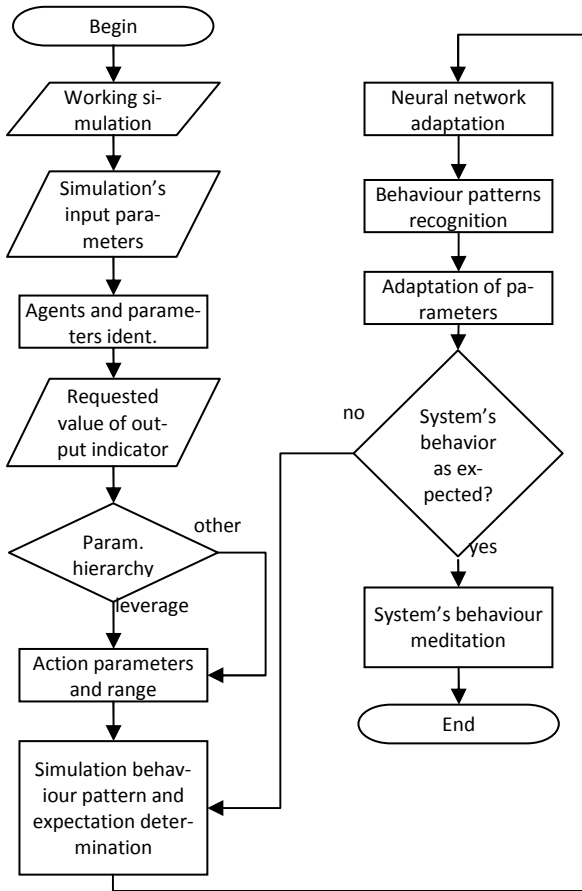 Begin
Working si-
mulation
Simulation's
input para-
meters
Agents and parame-
ters ident.
Requested
value of out-
put indicator
Param.
hierarchy
other
leverage
Action parameters
and range
Simulation behav-
iour pattern and
expectation deter-
mination
Neural network
adaptation
Behaviour patterns
recognition
Adaptation of pa-
rameters
System's
behavior
as ex-
pected?
no
yes
System's behaviour
meditation
End